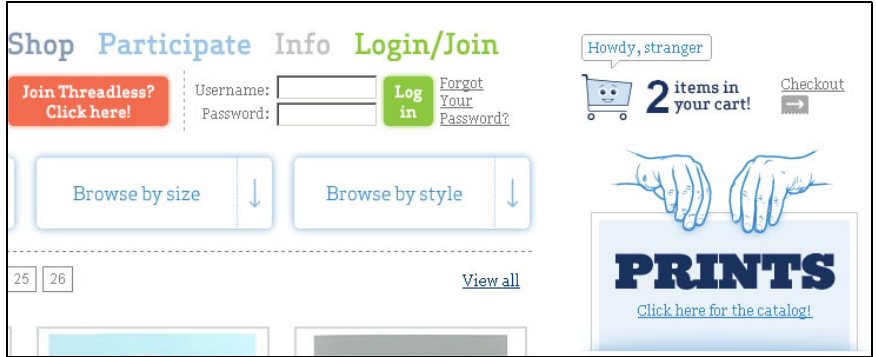 Shop Participate Info Login/Join
Howdy, stranger
Join Threadless?
Click here!
Username:
Password:
Log
in
Forgot
Your
Password?
2 items in
your cart!
Checkout
Browse by size
Browse by style
25 26
View all
PRINTS
Click here for the catalog!